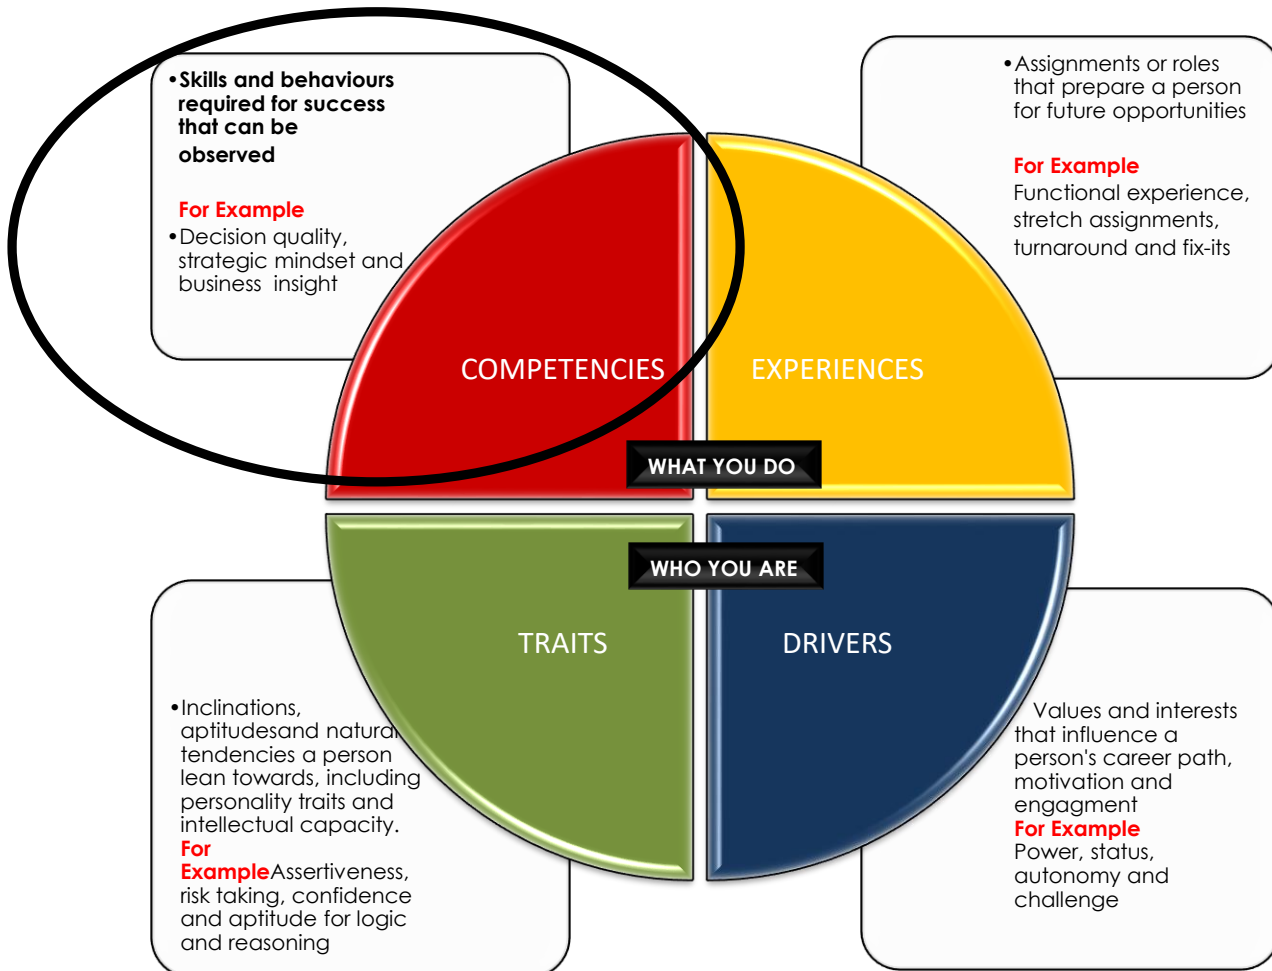 •Skills and behaviours
required for success
that can be
observed
For Example
•Decision quality,
strategic mindset and
business insight
•Assignments or roles
that prepare a person
for future opportunities
For Example
Functional experience,
stretch assignments,
turnaround and fix-its
COMPETENCIES
EXPERIENCES
WHAT YOU DO
WHO YOU ARE
TRAITS
DRIVERS
•Inclinations,
aptitudesand natural
tendencies a person
lean towards, including
personality traits and
intellectual capacity.
For
ExampleAssertiveness,
risk taking, confidence
and aptitude for logic
and reasoning
Values and interests
that influence a
person's career path,
motivation and
engagment
For Example
Power, status,
autonomy and
challenge